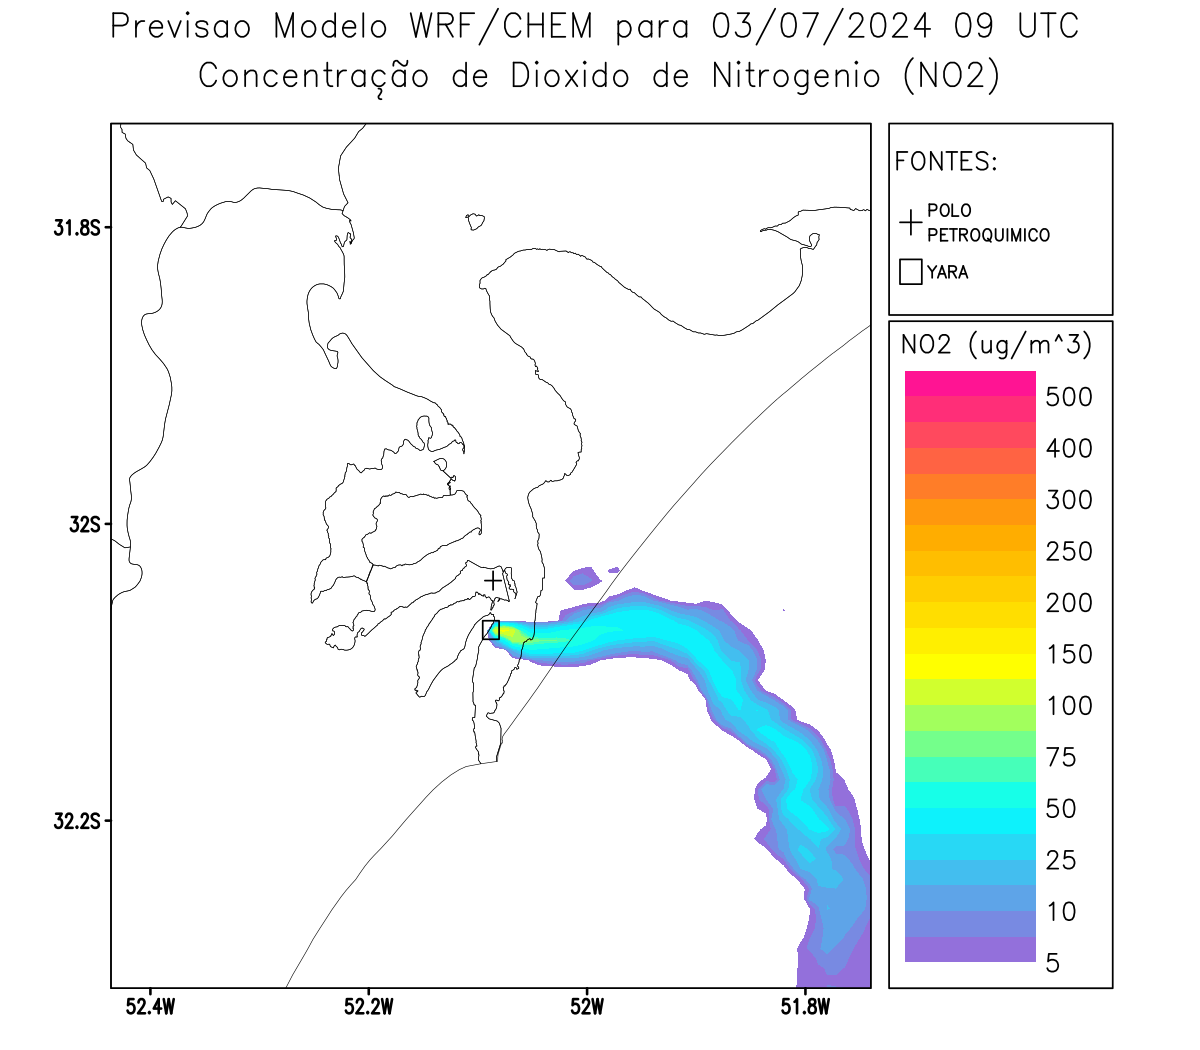 Previsao Modelo WRF/CHEM para 03/07/2024 09 UTC
Concentração de Dioxido de Nitrogenio (NO2)
FONTES:
POLO
PETROQUIMICO
YARA
NO2 (ug/m^3)
500
400
300
250
200
150
100
75
50
25
10
5
31.8S
32S
32.2S
52.4W 52.2W 52W 51.8W